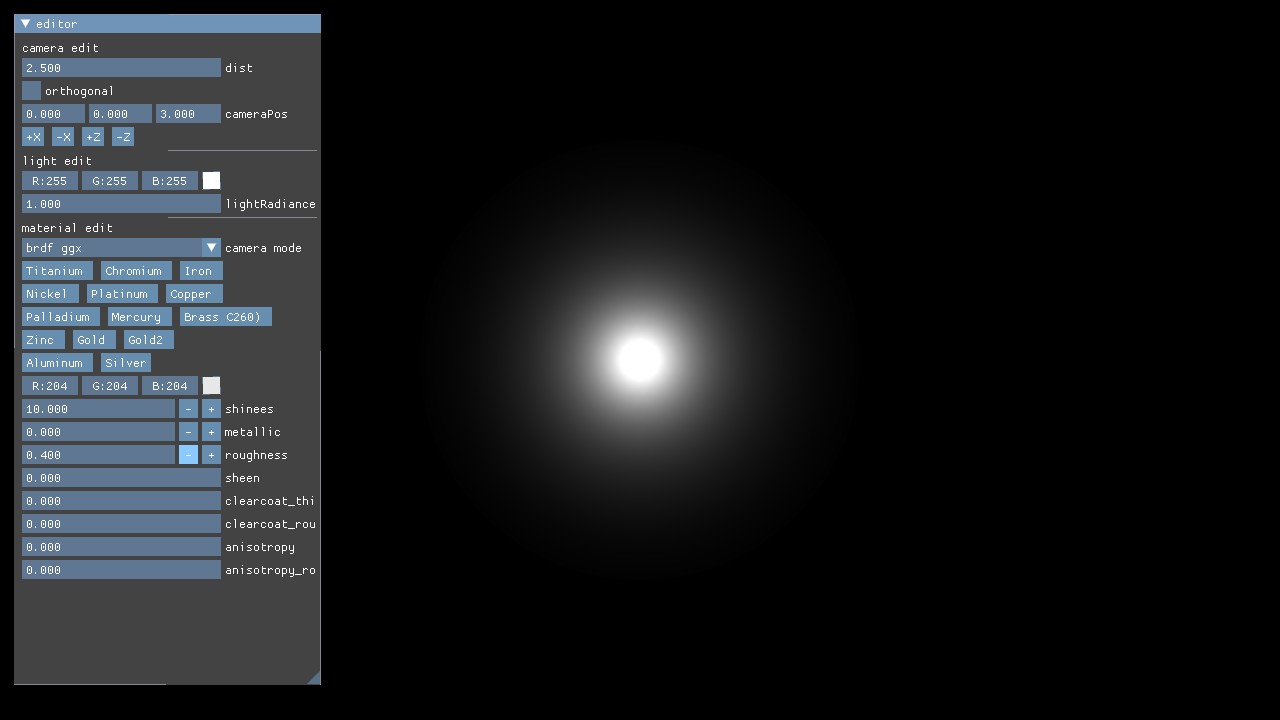 editor
camera edit
2.500 dist
orthogonal
0.000 0.000 3.000 cameraPos
+X -X +Z -Z
light edit
R:255 G:255 B:255
1.000 lightRadiance
material edit
brdf ggx camera mode
Titanium Chromium Iron
Nickel Platinum Copper
Palladium Mercury Brass C260)
Zinc Gold Gold2
Aluminum Silver
R:204 G:204 B:204
10.000 - + shinees
0.000 - + metallic
0.400 - + roughness
0.000 sheen
0.000 clearcoat_thi
0.000 clearcoat_rou
0.000 anisotropy
0.000 anisotropy_ro